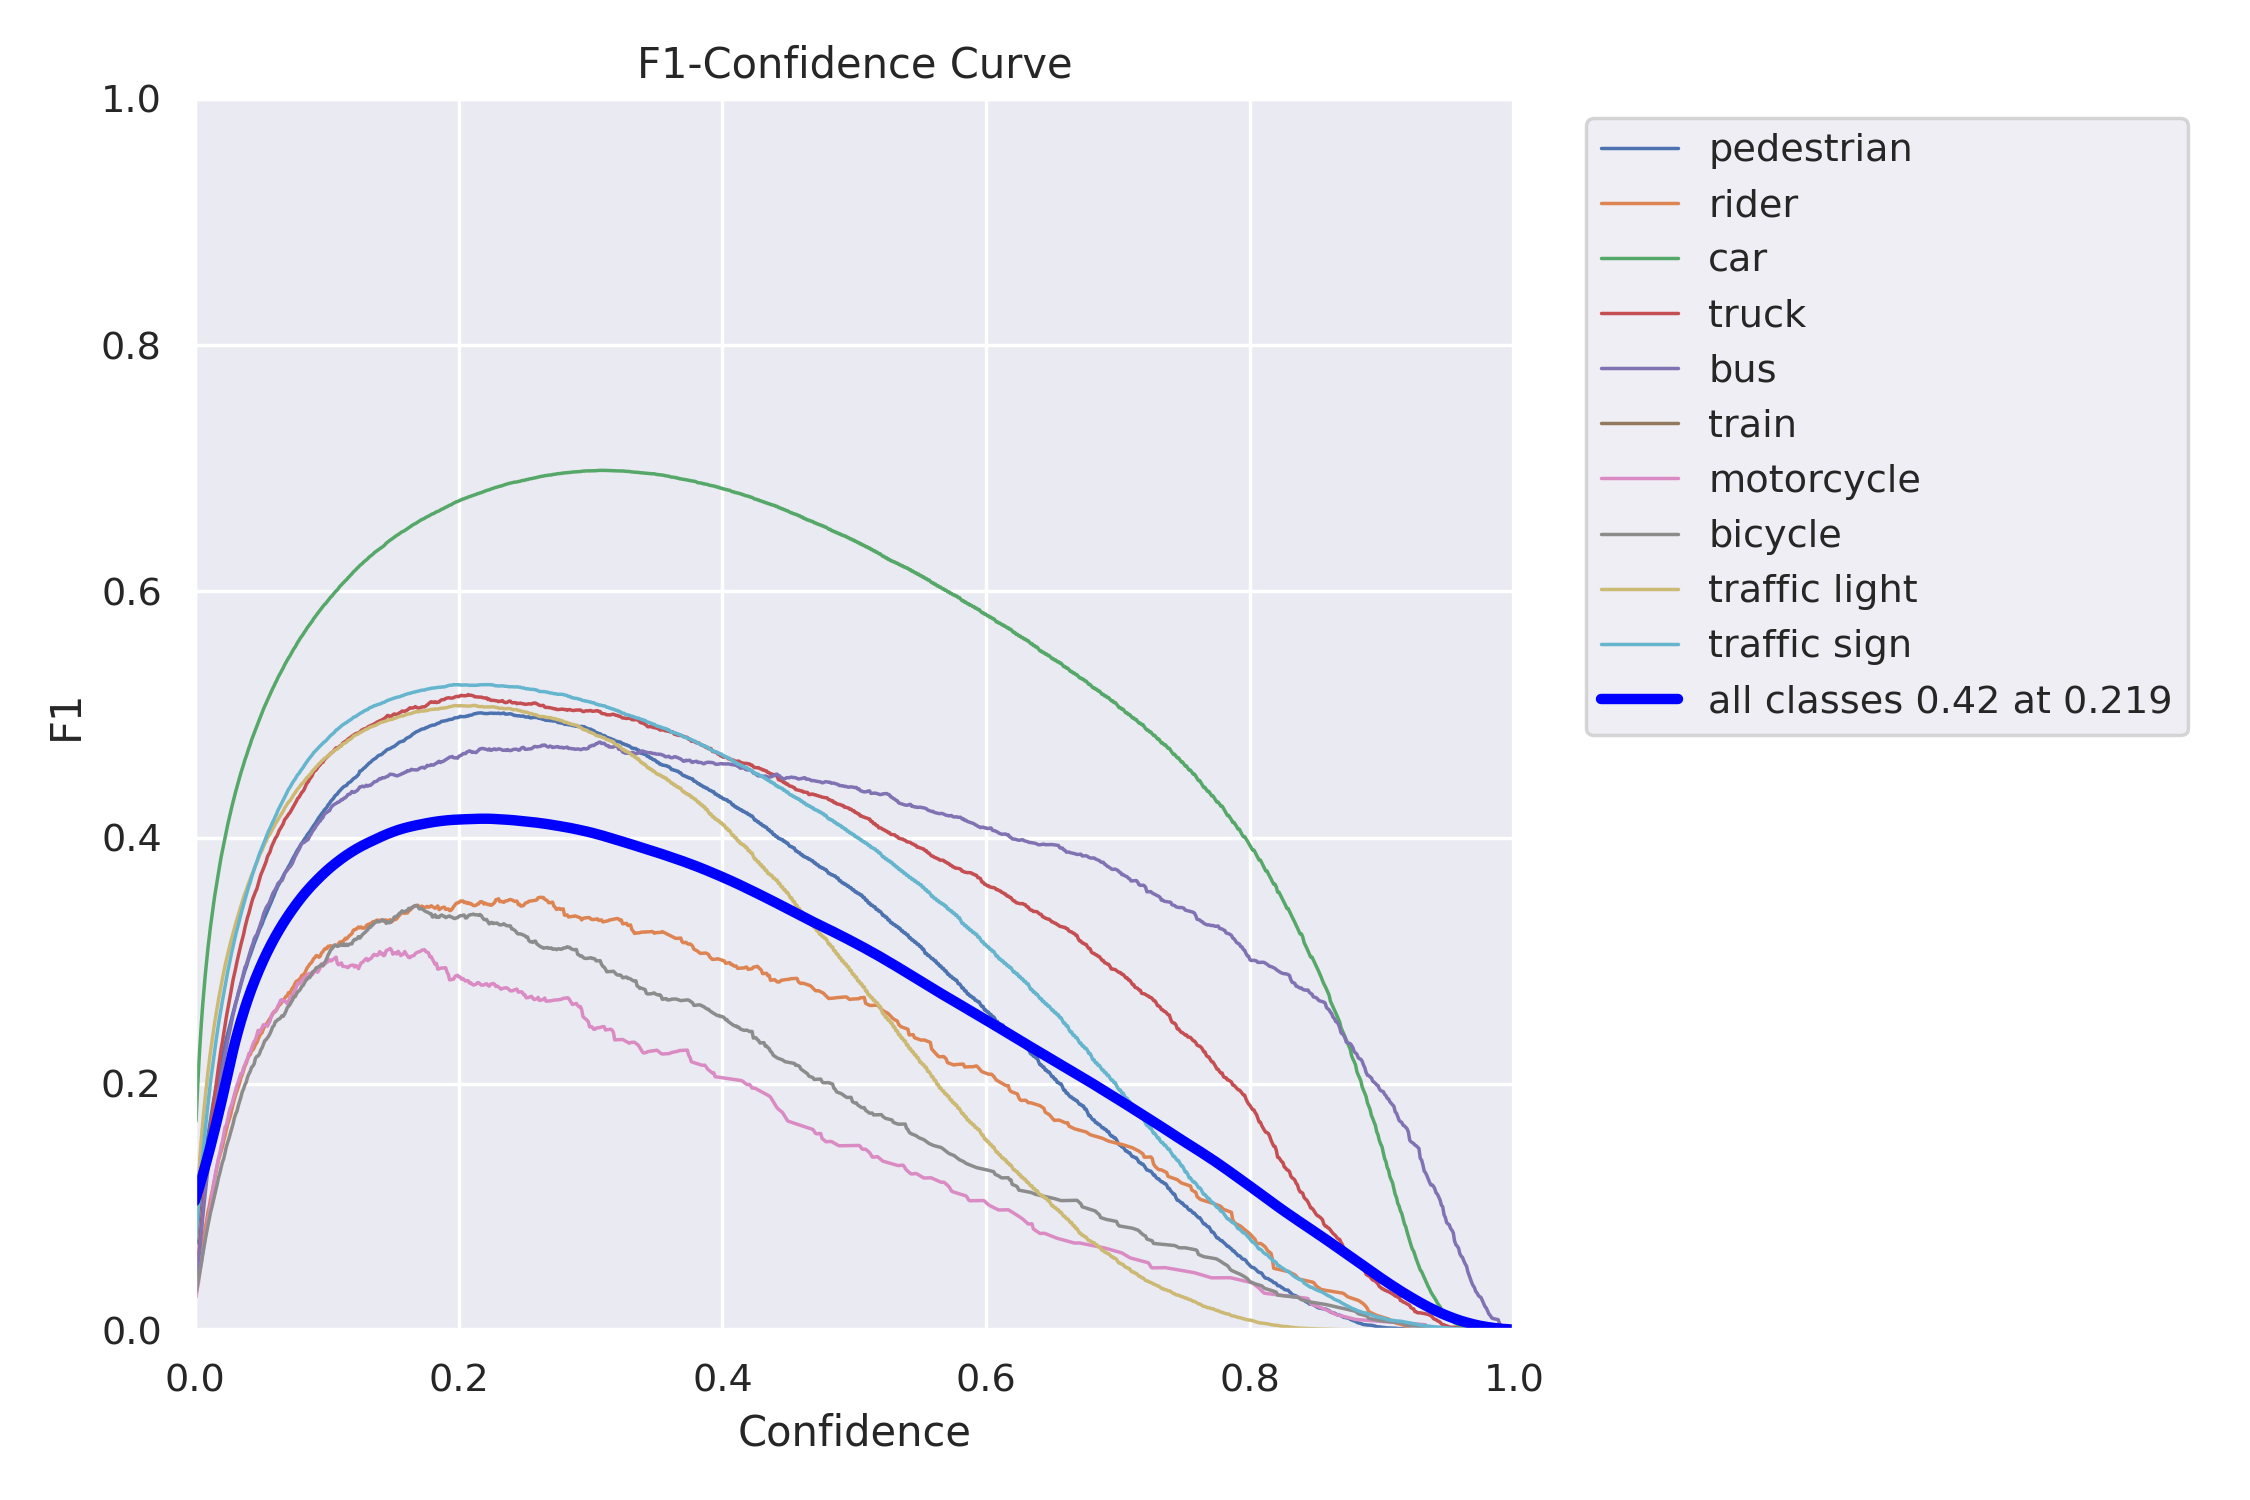 F1-Confidence Curve
1.0
0.8
0.6
0.4
0.2
0.0
F1
0.0 0.2 0.4 0.6 0.8 1.0
Confidence
pedestrian
rider
car
truck
bus
train
motorcycle
bicycle
traffic light
traffic sign
all classes 0.42 at 0.219